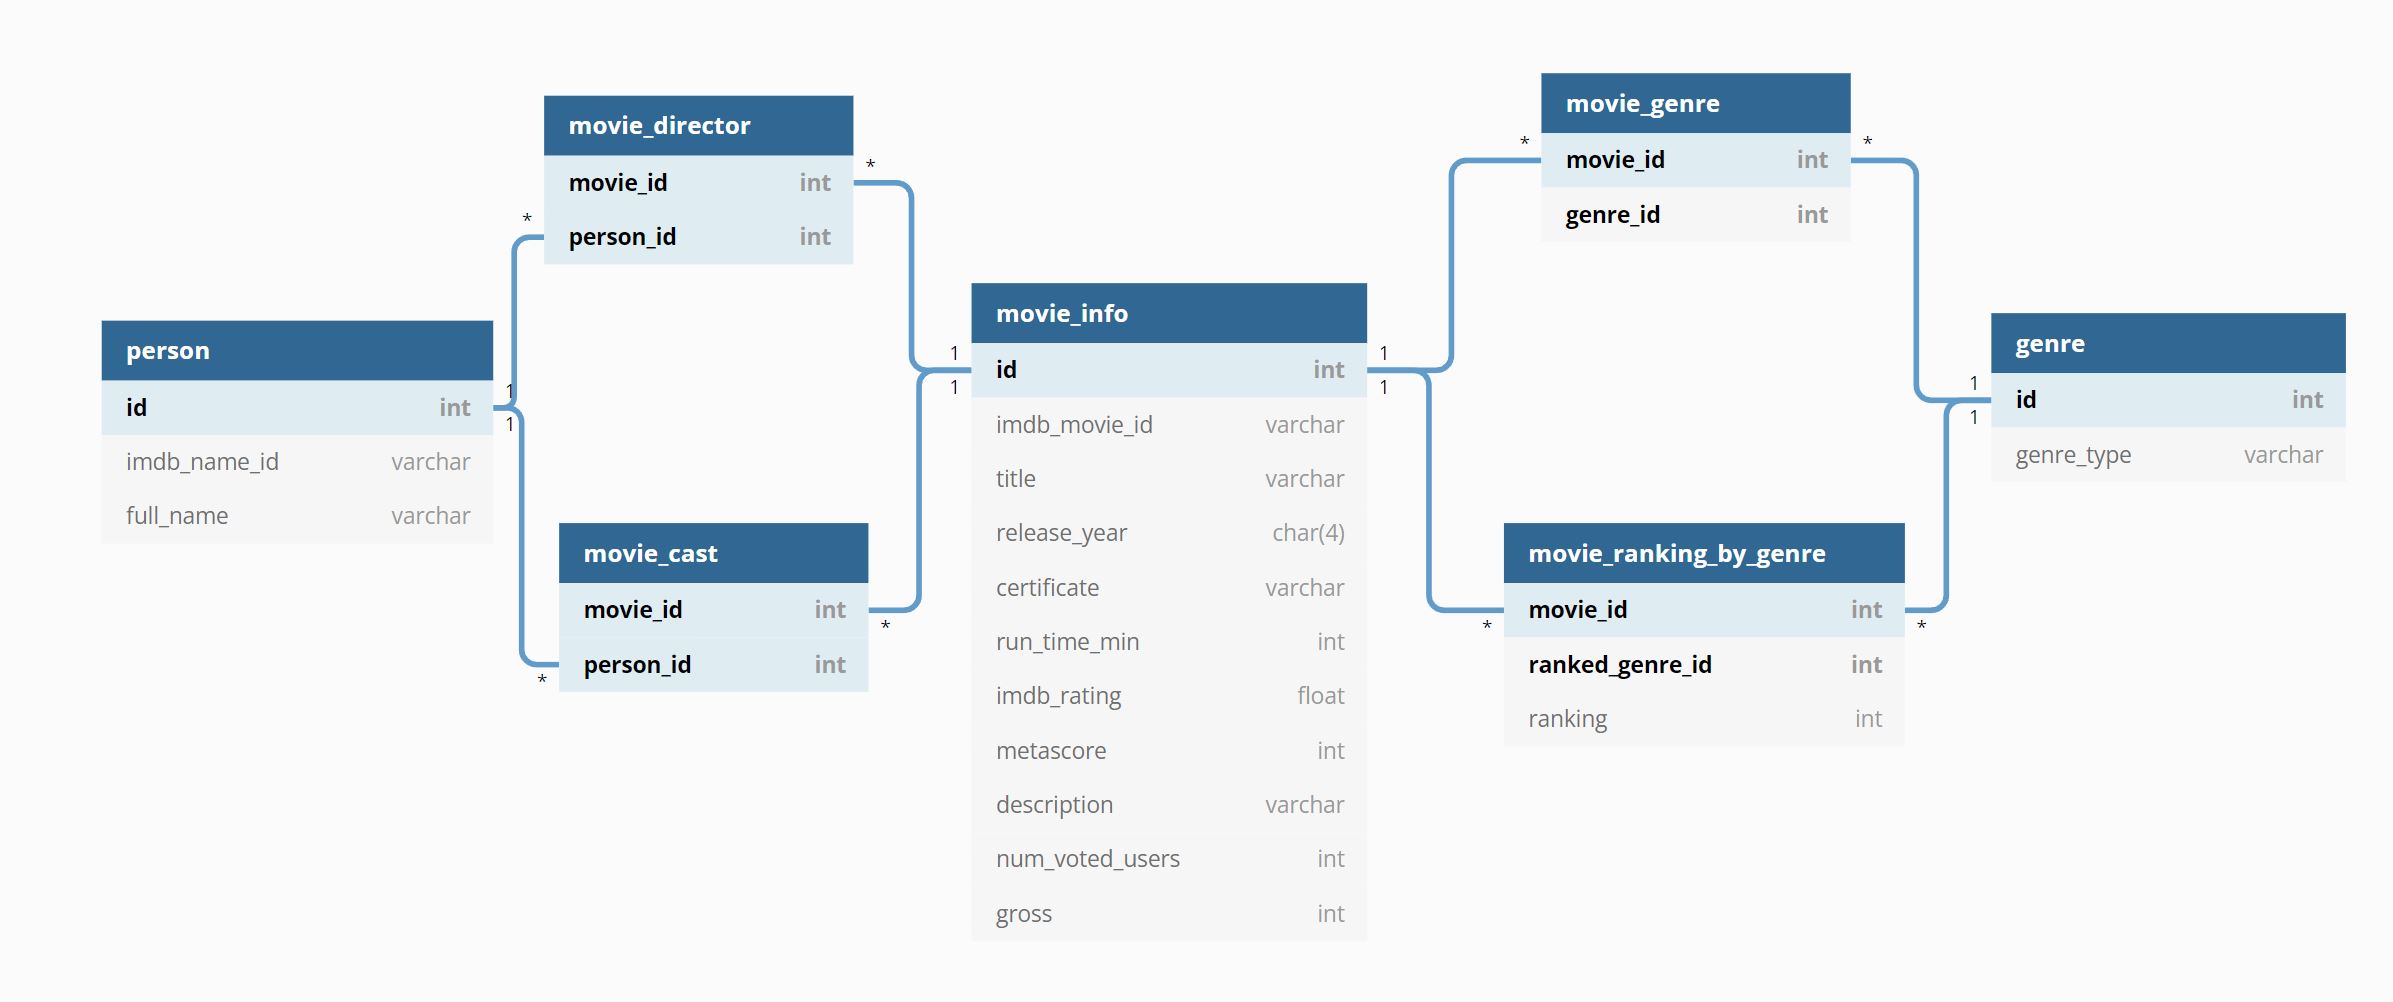 movie_director
movie_id int
person_id int
*
*
person
id int
imdb_name_id varchar
full_name varchar
1
1
movie_cast
movie_id int
person_id int
*
*
movie_info
id int
imdb_movie_id varchar
title varchar
release_year char(4)
certificate varchar
run_time_min int
imdb_rating float
metascore int
description varchar
num_voted_users int
gross int
1
1
1
1
movie_genre
movie_id int
genre_id int
*
*
genre
id int
genre_type varchar
1
1
movie_ranking_by_genre
movie_id int
ranked_genre_id int
ranking int
*
*